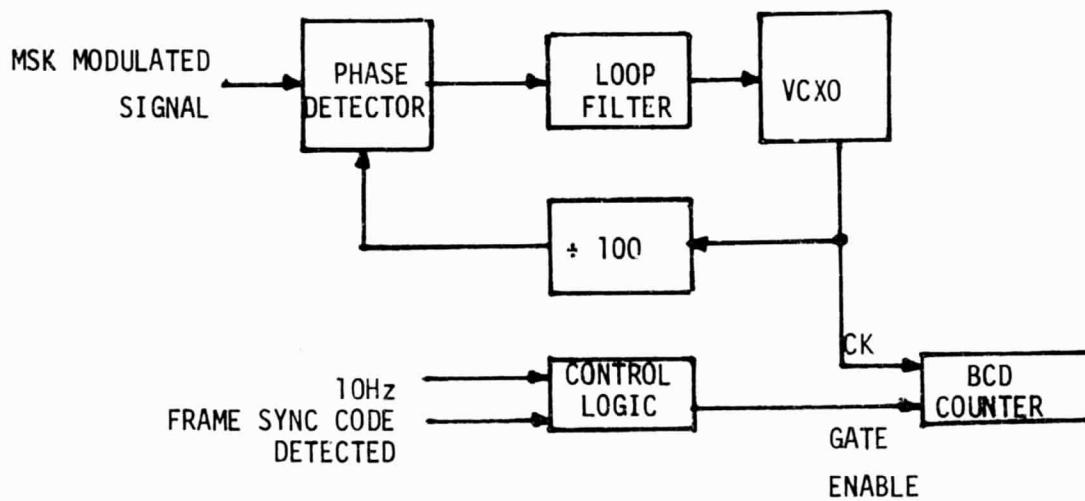 MSK MODULATED
SIGNAL
PHASE
DETECTOR
LOOP
FILTER
VCXO
÷ 100
CK
10Hz
FRAME SYNC CODE
DETECTED
CONTROL
LOGIC
BCD
COUNTER
GATE
ENABLE